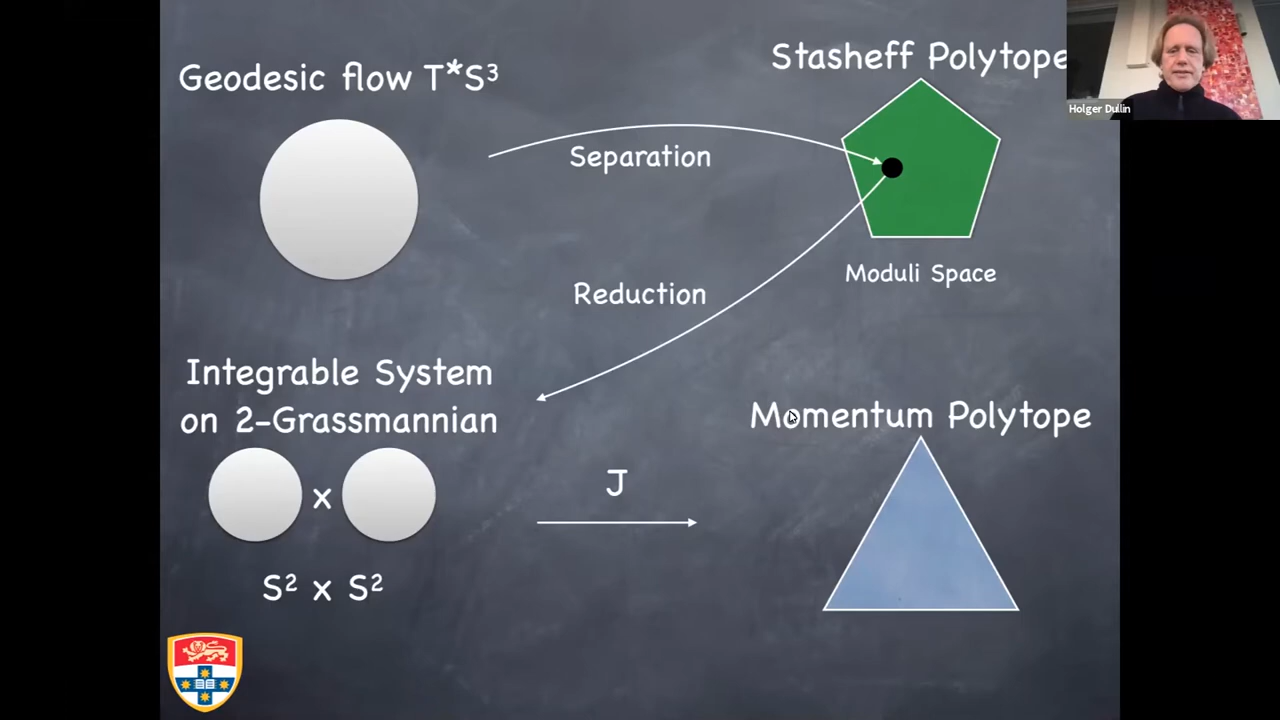 Geodesic flow T*S³
Stasheff Polytope
Holger Dullin
Separation
Moduli Space
Reduction
Integrable System
on 2-Grassmannian
Momentum Polytope
x
J
S² x S²